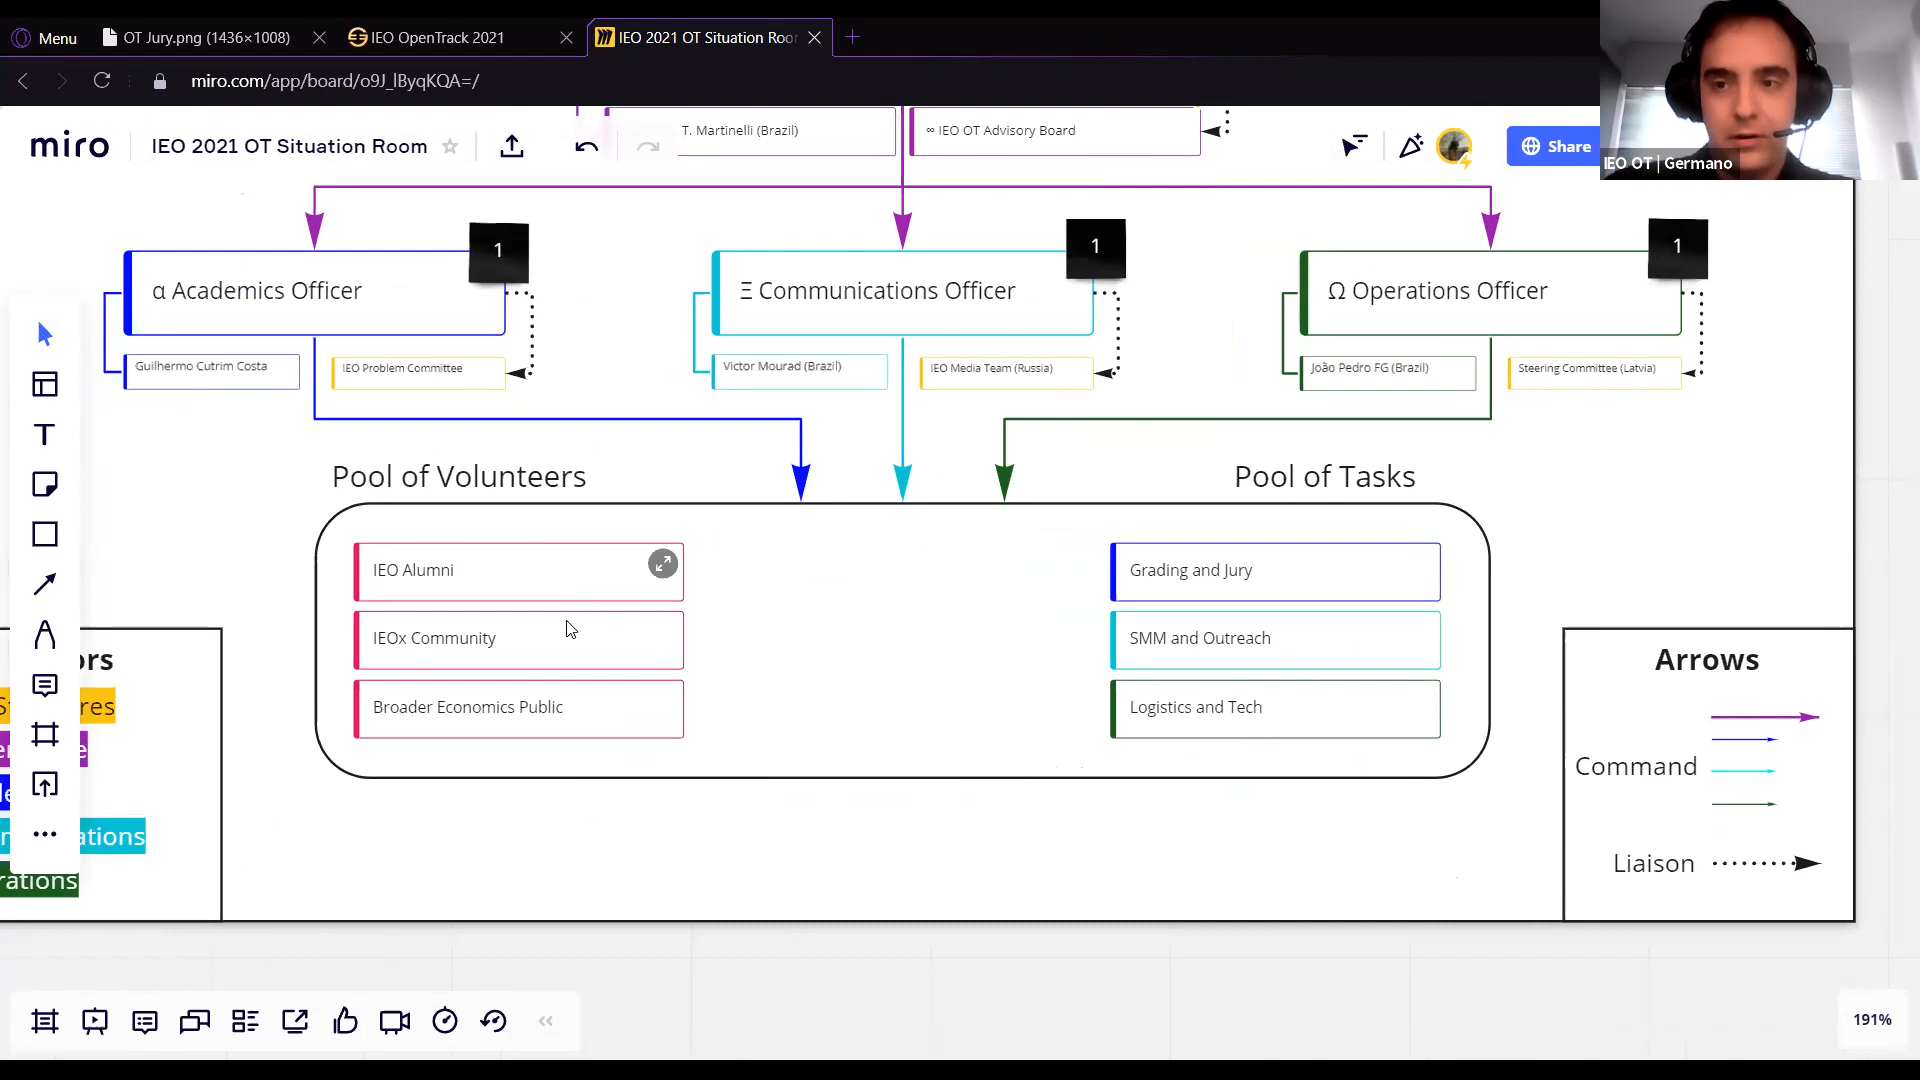 Menu
OT Jury.png (1436×1008)
IEO OpenTrack 2021
IEO 2021 OT Situation Roo
miro.com/app/board/o9J_lByqKQA=/
miro
IEO 2021 OT Situation Room
T. Martinelli (Brazil)
∞ IEO OT Advisory Board
Share
IEO OT | Germano
α Academics Officer
1
Ξ Communications Officer
1
Ω Operations Officer
1
Guilhermo Cutrim Costa
IEO Problem Committee
Victor Mourad (Brazil)
IEO Media Team (Russia)
João Pedro FG (Brazil)
Steering Committee (Latvia)
Pool of Volunteers
Pool of Tasks
IEO Alumni
IEOx Community
Broader Economics Public
Grading and Jury
SMM and Outreach
Logistics and Tech
ors
res
ations
rations
Arrows
Command
Liaison
191%